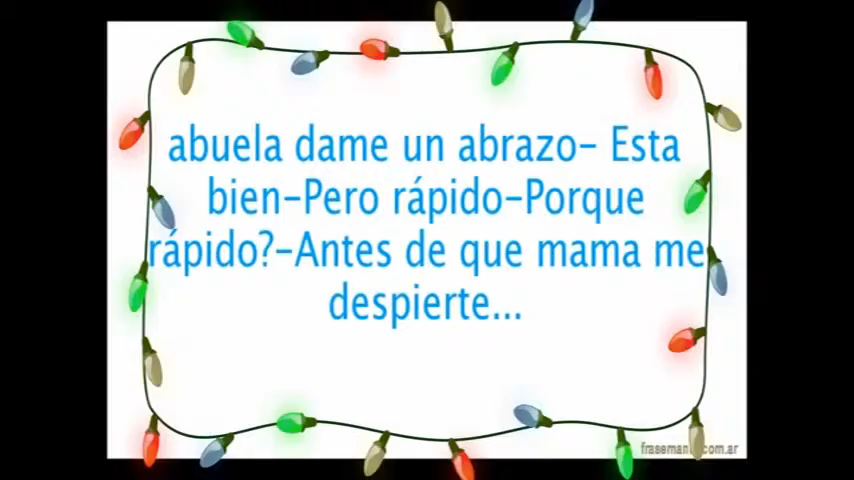 abuela dame un abrazo- Esta
bien-Pero rápido-Porque
rápido?-Antes de que mama me
despierte...